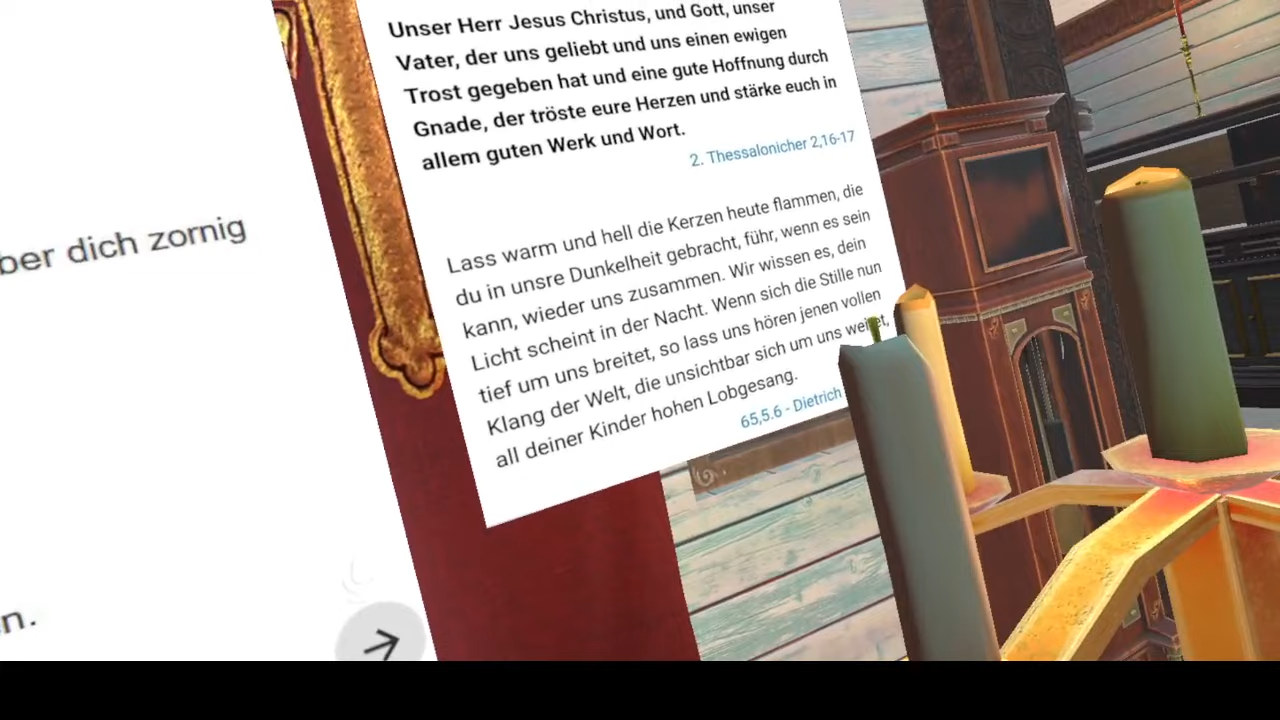 ber dich zornig
n.
Unser Herr Jesus Christus, und Gott, unser
Vater, der uns geliebt und uns einen ewigen
Trost gegeben hat und eine gute Hoffnung durch
Gnade, der tröste eure Herzen und stärke euch in
allem guten Werk und Wort.
2. Thessalonicher 2,16-17
Lass warm und hell die Kerzen heute flammen, die
du in unsre Dunkelheit gebracht, führ, wenn es sein
kann, wieder uns zusammen. Wir wissen es, dein
Licht scheint in der Nacht. Wenn sich die Stille nun
tief um uns breitet, so lass uns hören jenen vollen
Klang der Welt, die unsichtbar sich um uns weitet,
all deiner Kinder hohen Lobgesang.
65,5.6 - Dietrich